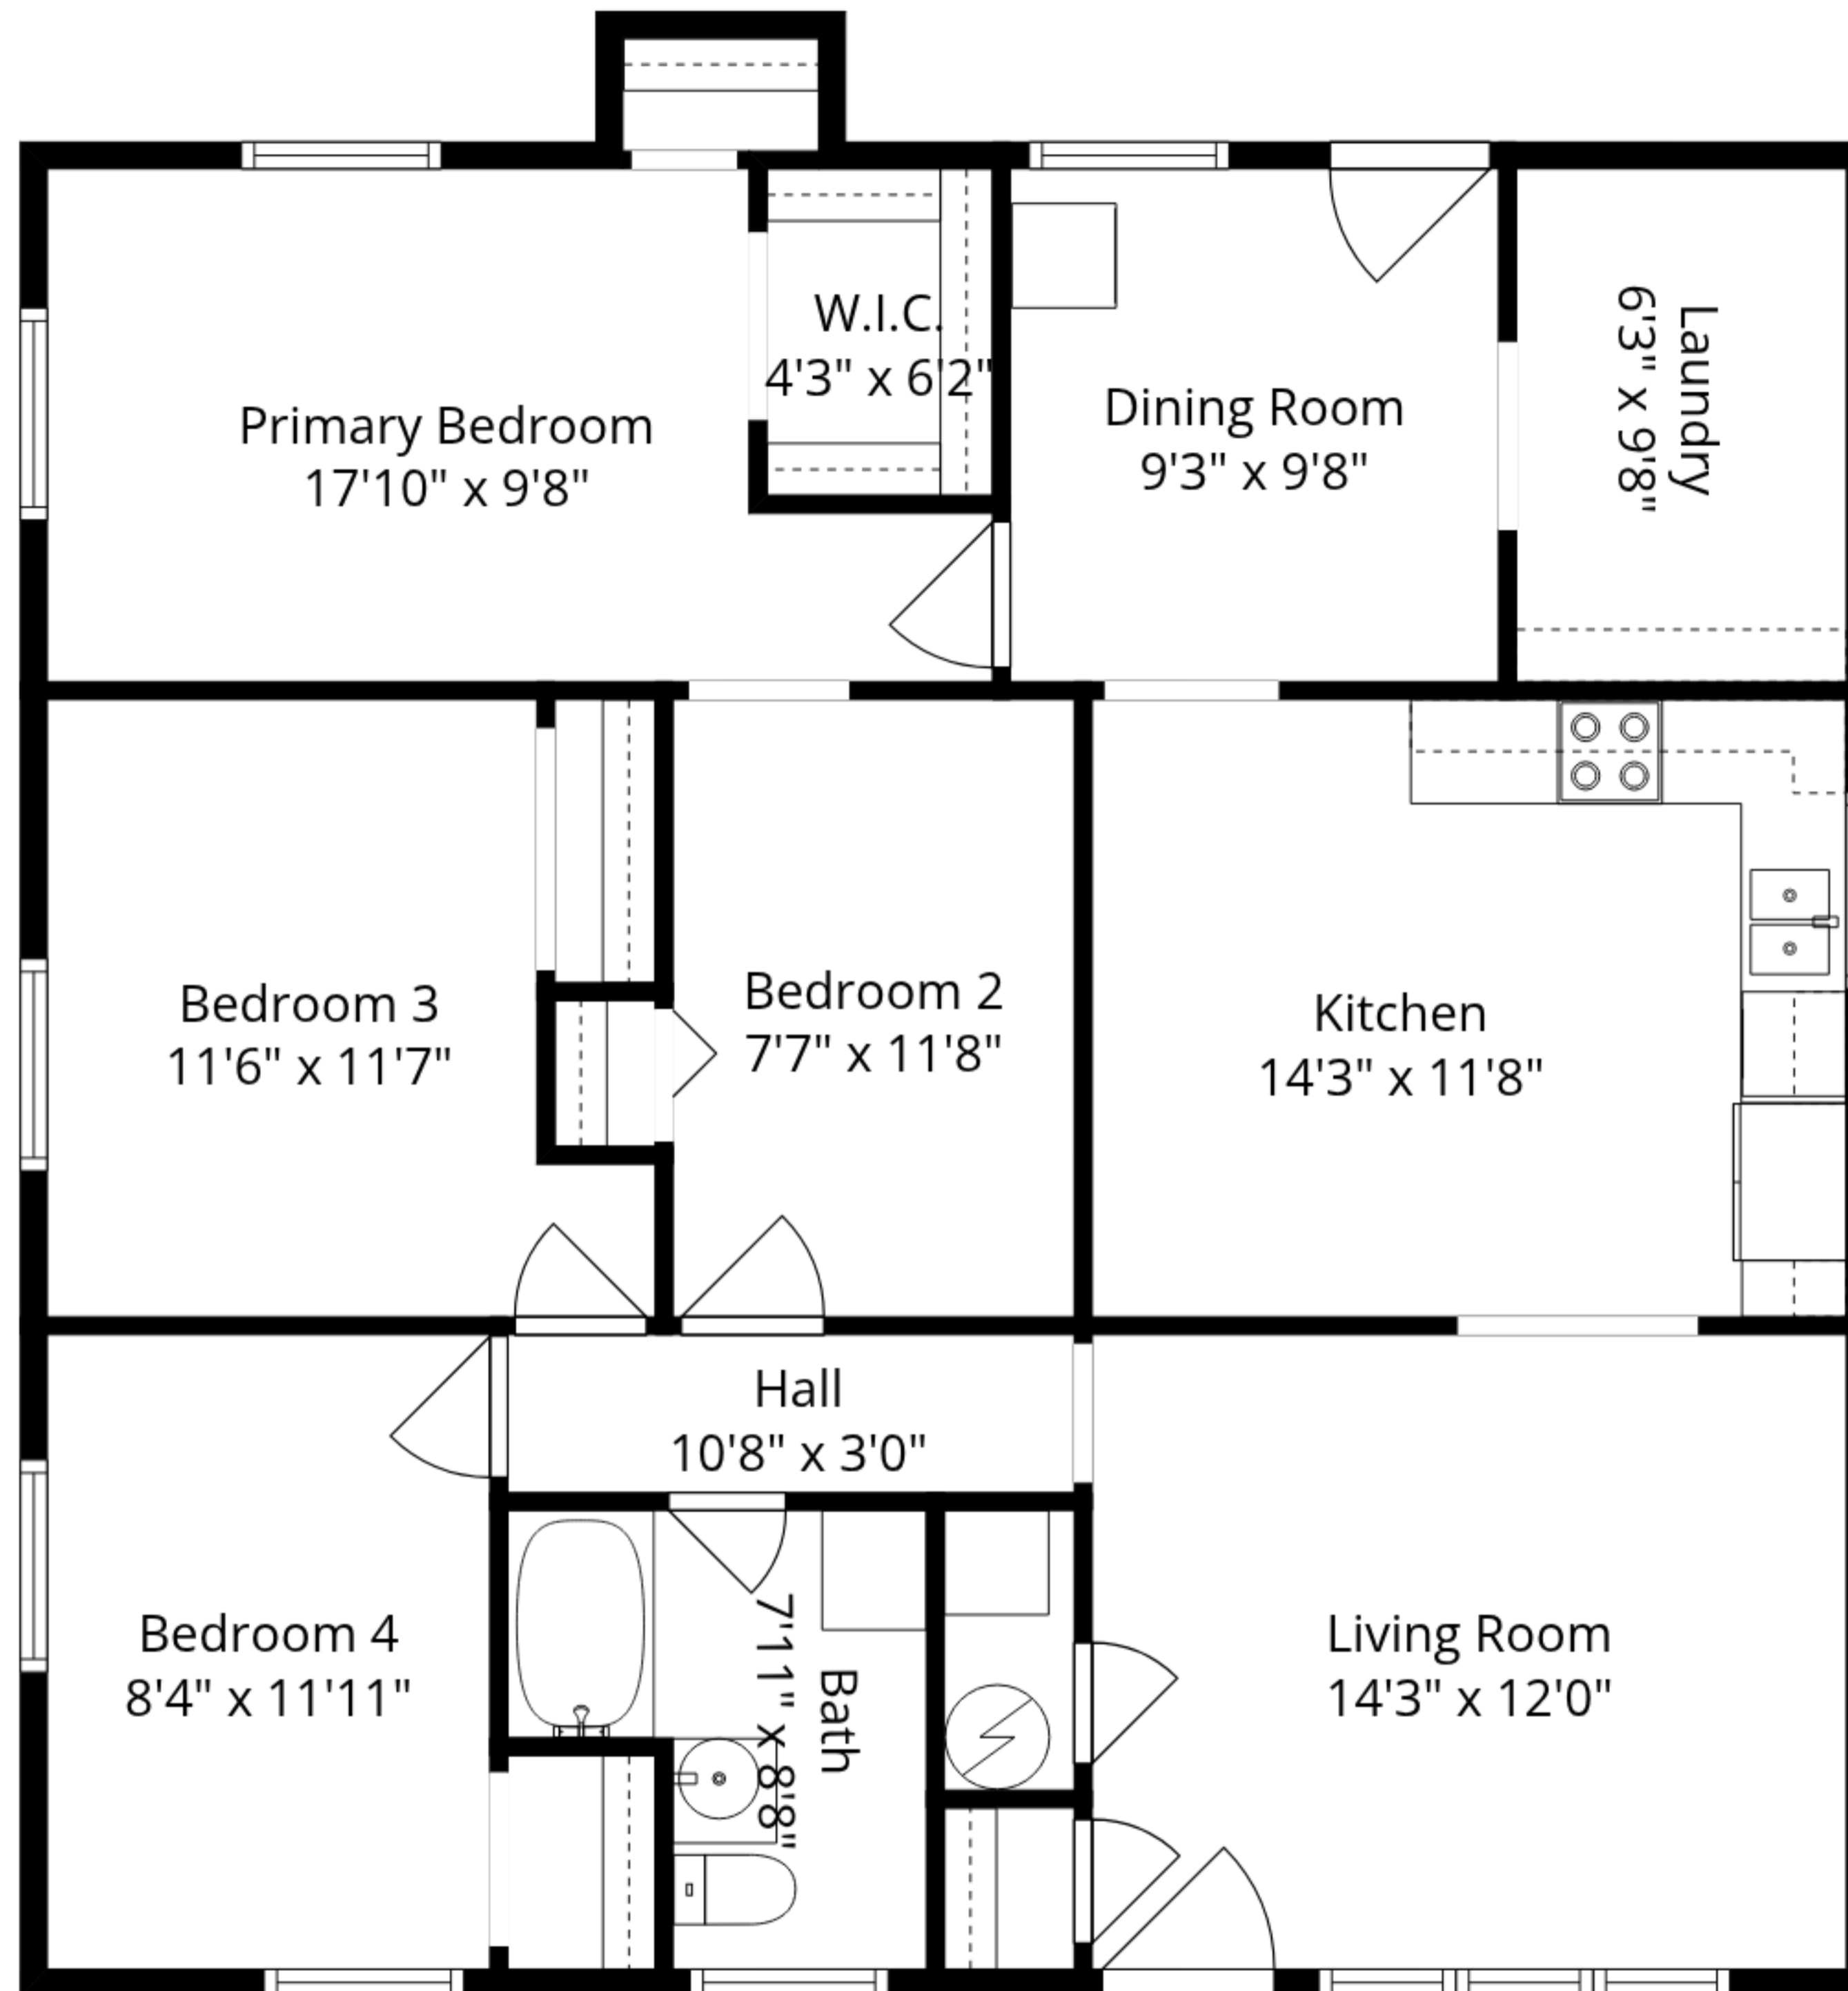 W.I.C.
4'3" x 6'2"
Primary Bedroom
17'10" x 9'8"
Dining Room
9'3" x 9'8"
Laundry
6'3" x 9'8"
Bedroom 3
11'6" x 11'7"
Bedroom 2
7'7" x 11'8"
Kitchen
14'3" x 11'8"
Hall
10'8" x 3'0"
Bedroom 4
8'4" x 11'11"
Bath
7'11" x 8'8"
Living Room
14'3" x 12'0"